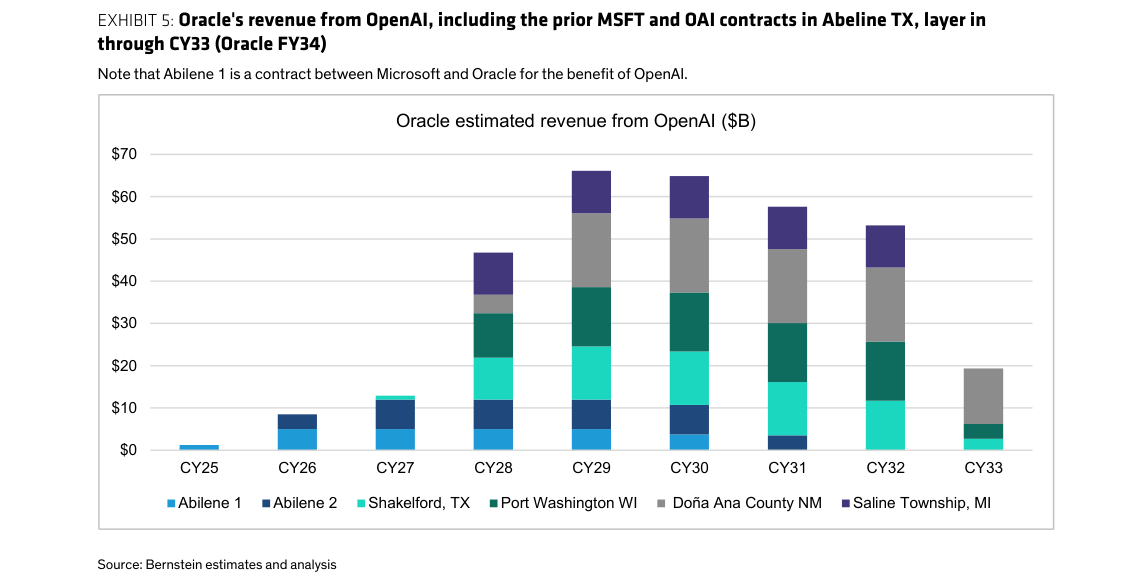 EXHIBIT 5: Oracle's revenue from OpenAI, including the prior MSFT and OAI contracts in Abeline TX, layer in
through CY33 (Oracle FY34)
Note that Abilene 1 is a contract between Microsoft and Oracle for the benefit of OpenAI.
Oracle estimated revenue from OpenAI ($B)
$70
$60
$50
$40
$30
$20
$10
$0
CY25 CY26 CY27 CY28 CY29 CY30 CY31 CY32 CY33
Abilene 1 Abilene 2 Shakelford, TX Port Washington WI Doña Ana County NM Saline Township, MI
Source: Bernstein estimates and analysis